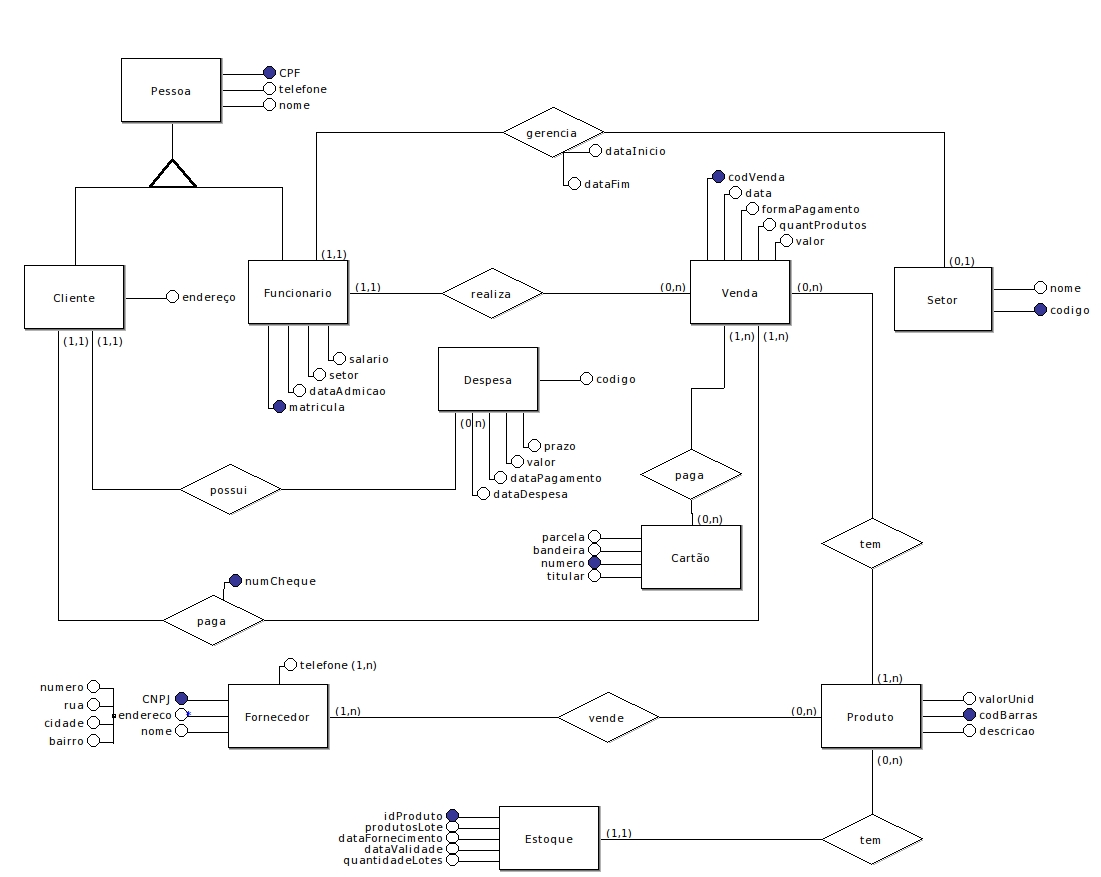 CPF
Pessoa
telefone
nome
gerencia
dataInicio
dataFim
codVenda
data
formaPagamento
quantProdutos
valor
(1,1)
(0,1)
Cliente
endereço
Funcionario
(1,1)
realiza
(0,n)
Venda
(0,n)
Setor
nome
codigo
(1,1)
(1,1)
(1,n)
(1,n)
salario
setor
dataAdmicao
matricula
Despesa
codigo
(0,n)
prazo
valor
dataPagamento
dataDespesa
possui
paga
(0,n)
parcela
bandeira
numero
titular
Cartão
tem
numCheque
paga
telefone (1,n)
numero
rua
cidade
bairro
CNPJ
endereco
*
nome
Fornecedor
(1,n)
vende
(0,n)
(1,n)
Produto
valorUnid
codBarras
descricao
(0,n)
idProduto
produtosLote
dataFornecimento
dataValidade
quantidadeLotes
Estoque
(1,1)
tem